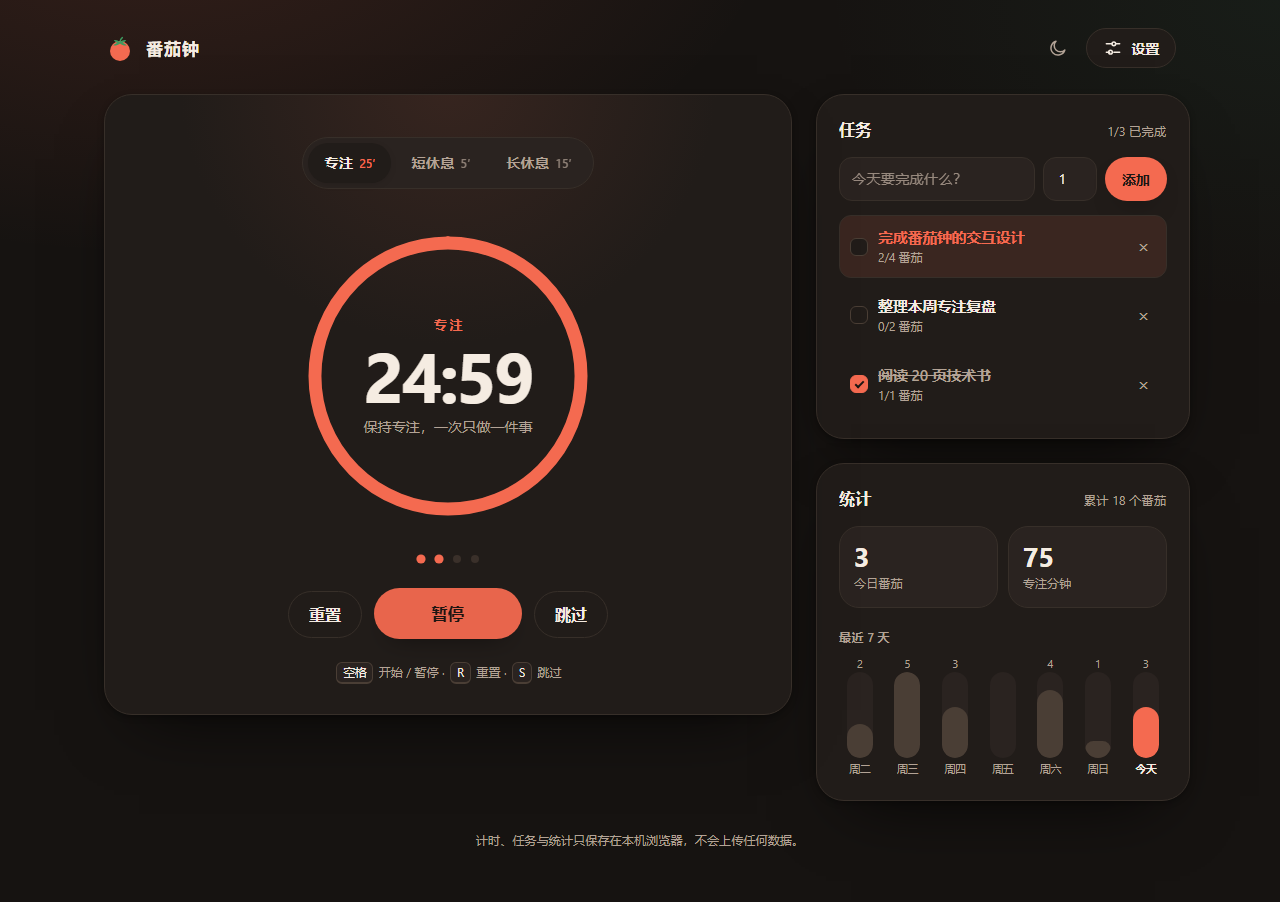 番茄钟
设置
专注 25' 短休息 5' 长休息 15'
专注
24:59
保持专注，一次只做一件事
重置 暂停 跳过
空格 开始 / 暂停 · R 重置 · S 跳过
任务 1/3 已完成
今天要完成什么？ 1 添加
完成番茄钟的交互设计
2/4 番茄
整理本周专注复盘
0/2 番茄
阅读 20 页技术书
1/1 番茄
统计 累计 18 个番茄
3 75
今日番茄 专注分钟
最近 7 天
2 5 3 4 1 3
周二 周三 周四 周五 周六 周日 今天
计时、任务与统计只保存在本机浏览器，不会上传任何数据。